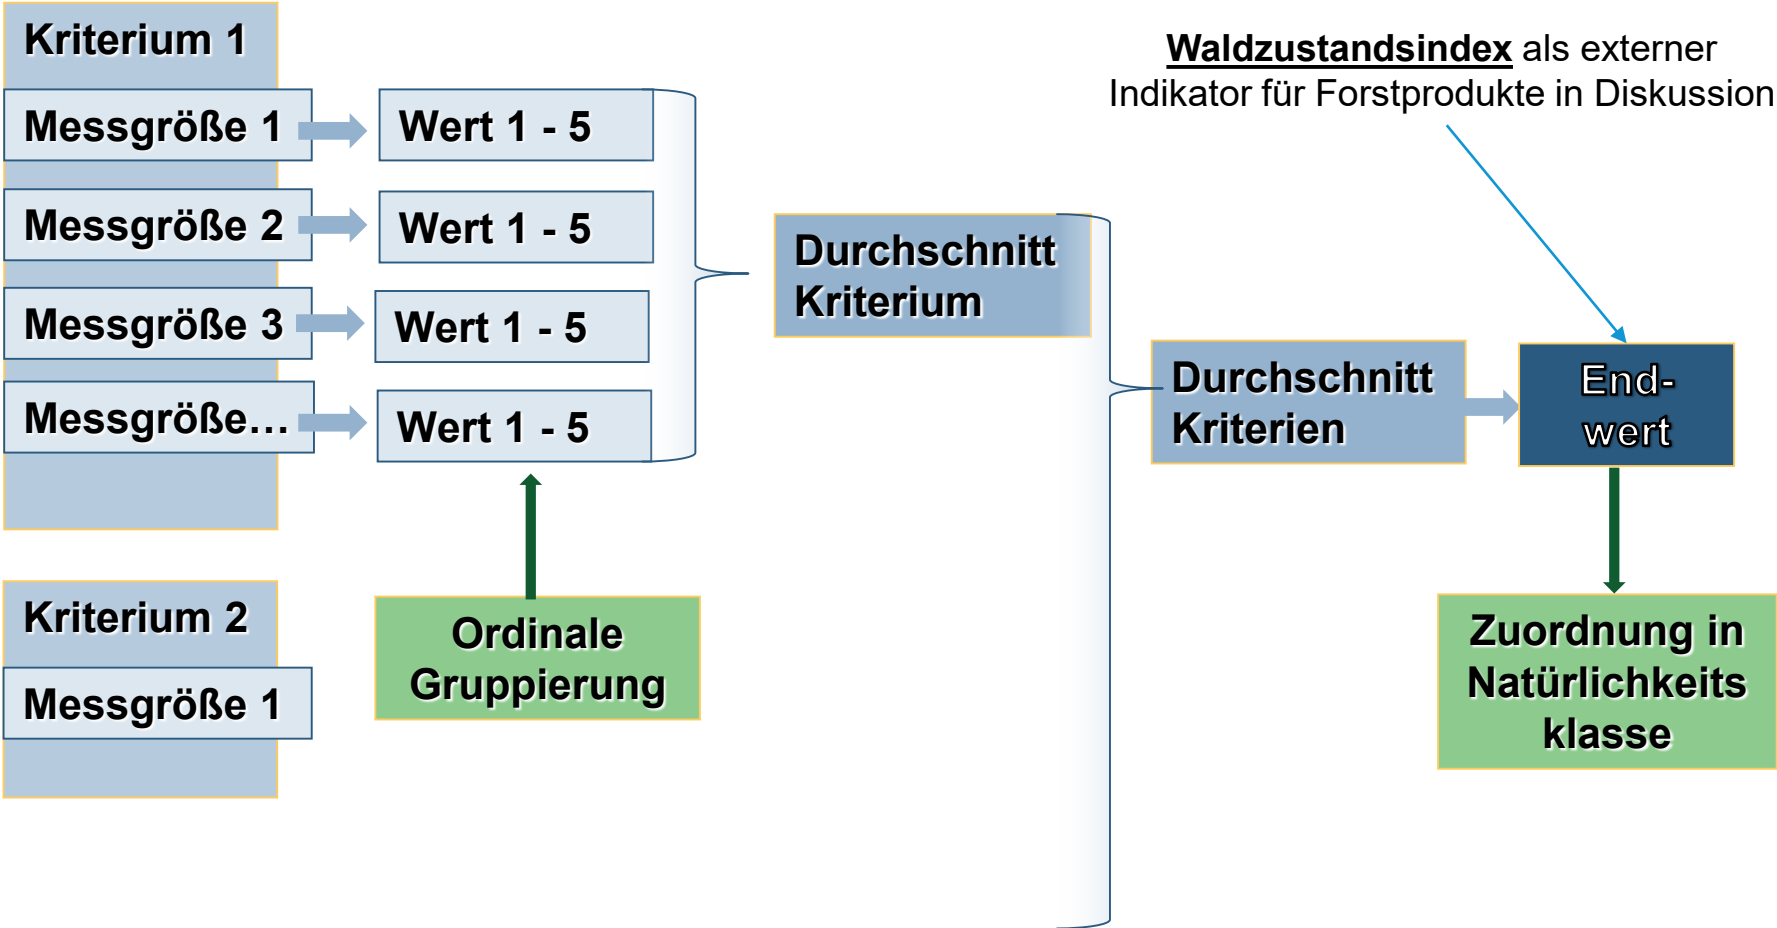 Kriterium 1
Messgröße 1
Wert 1 - 5
Messgröße 2
Wert 1 - 5
Messgröße 3
Wert 1 - 5
Messgröße…
Wert 1 - 5
Kriterium 2
Messgröße 1
Ordinale
Gruppierung
Durchschnitt
Kriterium
Waldzustandsindex als externer
Indikator für Forstprodukte in Diskussion
Durchschnitt
Kriterien
End-
wert
Zuordnung in
Natürlichkeits
klasse